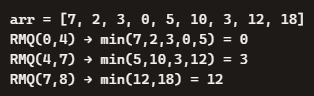 arr = [7, 2, 3, 0, 5, 10, 3, 12, 18]
RMQ(0,4) → min(7,2,3,0,5) = 0
RMQ(4,7) → min(5,10,3,12) = 3
RMQ(7,8) → min(12,18) = 12